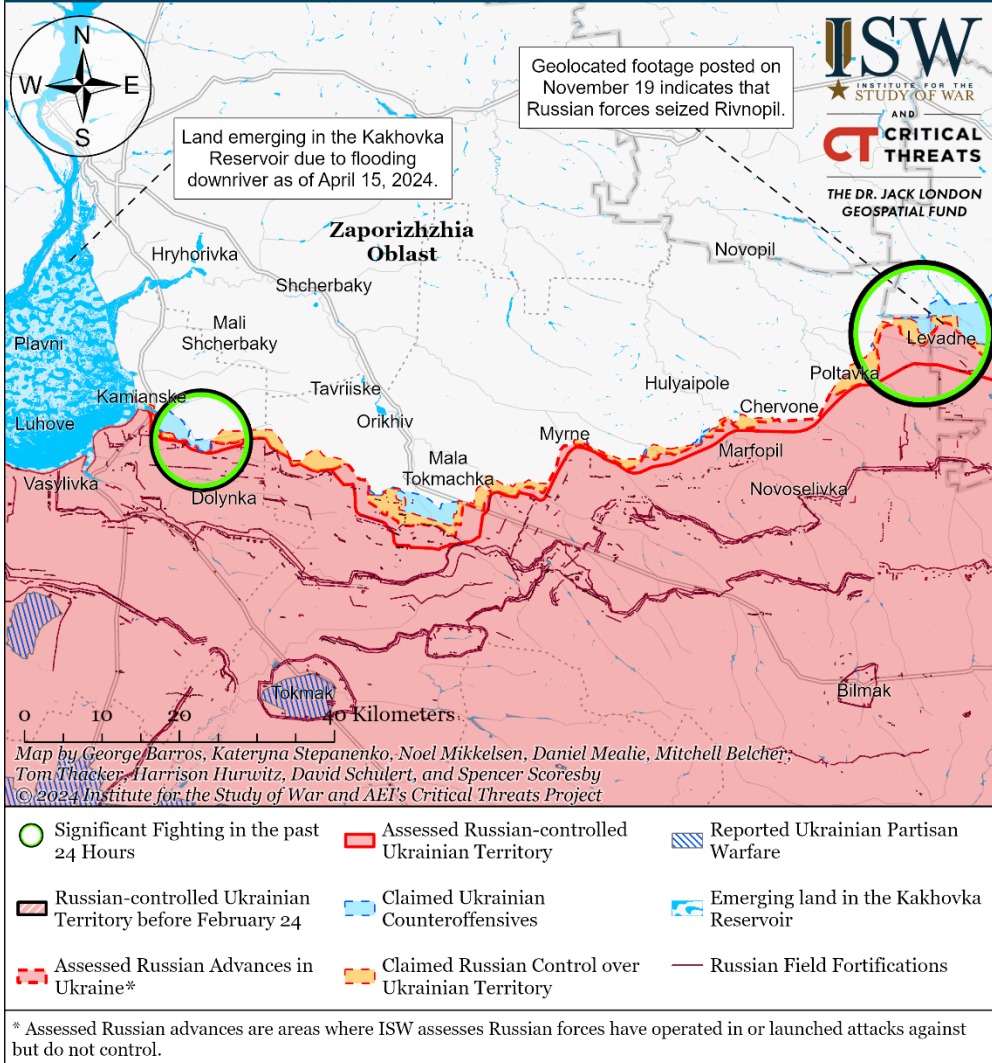 N
W
E
S
Land emerging in the Kakhovka
Reservoir due to flooding
downriver as of April 15, 2024.
Geolocated footage posted on
November 19 indicates that
Russian forces seized Rivnopil.
ISW
INSTITUTE FOR THE
STUDY OF WAR
AND
CT CRITICAL
THREATS
THE DR. JACK LONDON
GEOSPATIAL FUND
Zaporizhzhia
Oblast
Hryhorivka
Novopil
Shcherbaky
Mali
Shcherbaky
Plavni
Levadne
Poltavka
Hulyaipole
Tavriiske
Kamianske
Chervone
Orikhiv
Luhove
Myrne
Marfopil
Mala
Tokmachka
Vasylivka
Dolynka
Novoselivka
Tokmak
Bilmak
0 10 20 40 Kilometers
Map by George Barros, Kateryna Stepanenko, Noel Mikkelsen, Daniel Mealie, Mitchell Belcher,
Tom Thacker, Harrison Hurwitz, David Schulert, and Spencer Scoresby
© 2024 Institute for the Study of War and AEI's Critical Threats Project
Significant Fighting in the past
24 Hours
Assessed Russian-controlled
Ukrainian Territory
Reported Ukrainian Partisan
Warfare
Russian-controlled Ukrainian
Territory before February 24
Claimed Ukrainian
Counteroffensives
Emerging land in the Kakhovka
Reservoir
Assessed Russian Advances in
Ukraine*
Claimed Russian Control over
Ukrainian Territory
Russian Field Fortifications
* Assessed Russian advances are areas where ISW assesses Russian forces have operated in or launched attacks against
but do not control.